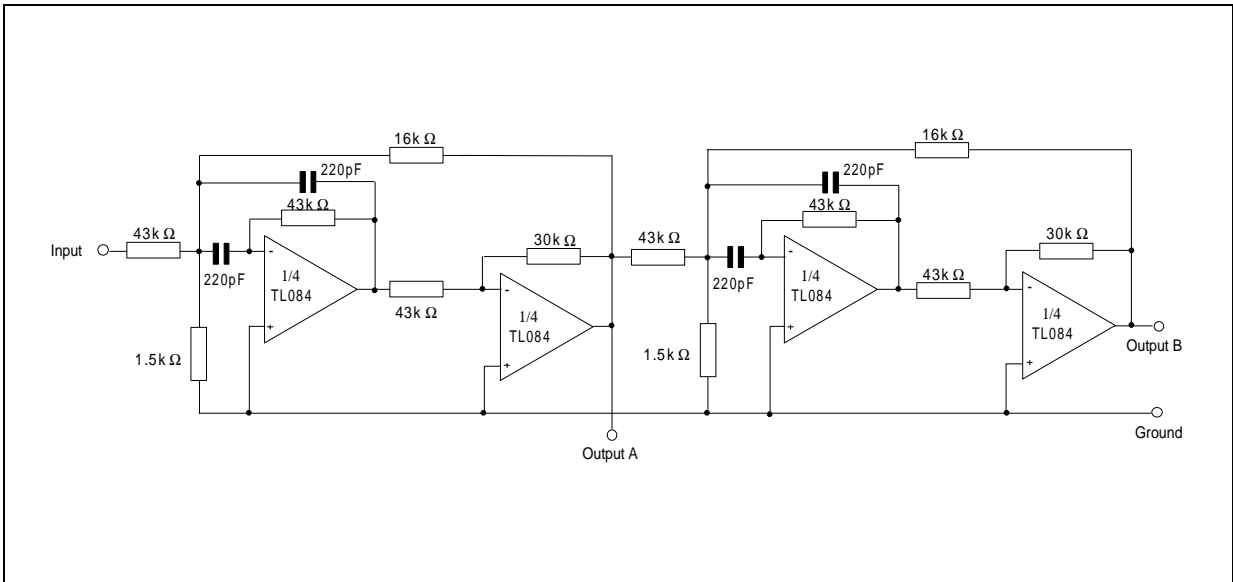 16k Ω
16k Ω
220pF
220pF
43k Ω
43k Ω
Input
43k Ω
30k Ω
43k Ω
30k Ω
220pF
220pF
-
1/4
TL084
+
-
1/4
TL084
+
-
1/4
TL084
+
-
1/4
TL084
+
43k Ω
43k Ω
1.5k Ω
1.5k Ω
Output B
Ground
Output A